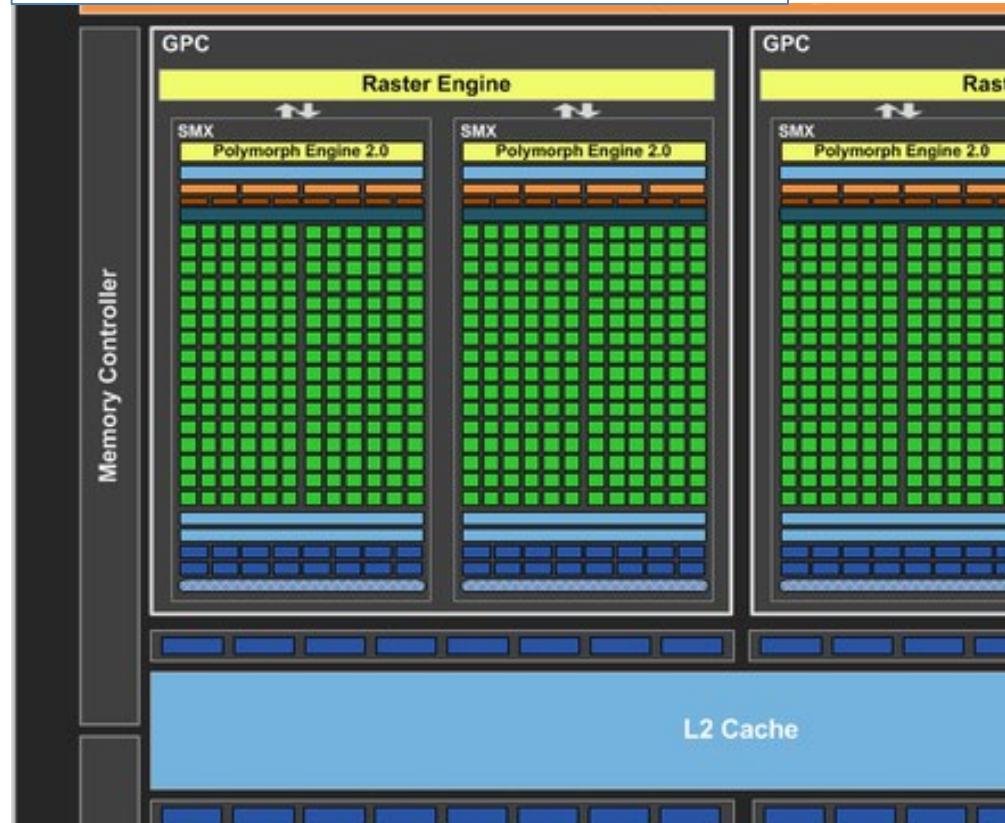 GPC
GPC
Raster Engine
SMX
SMX
SMX
Polymorph Engine 2.0
Polymorph Engine 2.0
Polymorph Engine 2.0
Memory Controller
L2 Cache